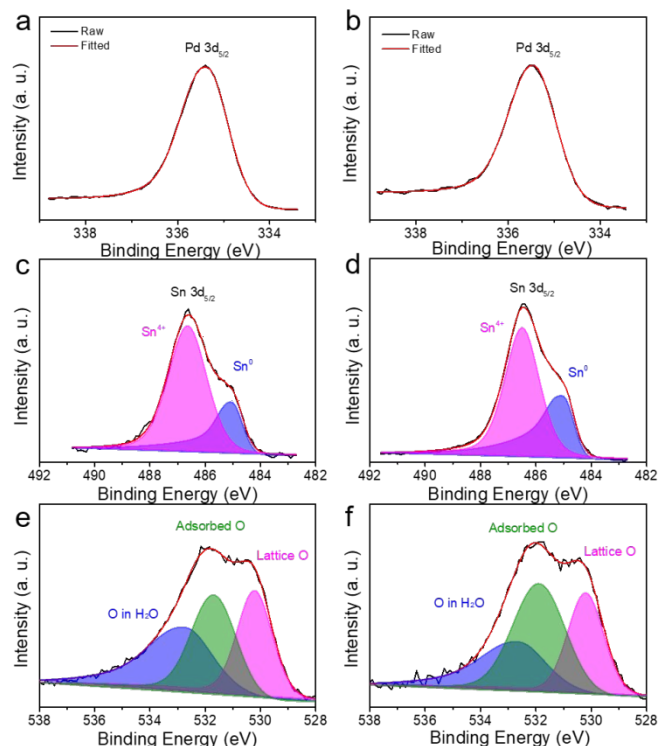 a
Raw
Fitted
Pd 3d5/2
Intensity (a. u.)
338 336 334
Binding Energy (eV)
b
Raw
Fitted
Pd 3d5/2
Intensity (a. u.)
338 336 334
Binding Energy (eV)
c
Sn 3d5/2
Sn4+
Sn0
Intensity (a. u.)
492 490 488 486 484 482
Binding Energy (eV)
d
Sn 3d5/2
Sn4+
Sn0
Intensity (a. u.)
492 490 488 486 484 482
Binding Energy (eV)
e
Adsorbed O
Lattice O
O in H2O
Intensity (a. u.)
538 536 534 532 530 528
Binding Energy (eV)
f
Adsorbed O
Lattice O
O in H2O
Intensity (a. u.)
538 536 534 532 530 528
Binding Energy (eV)